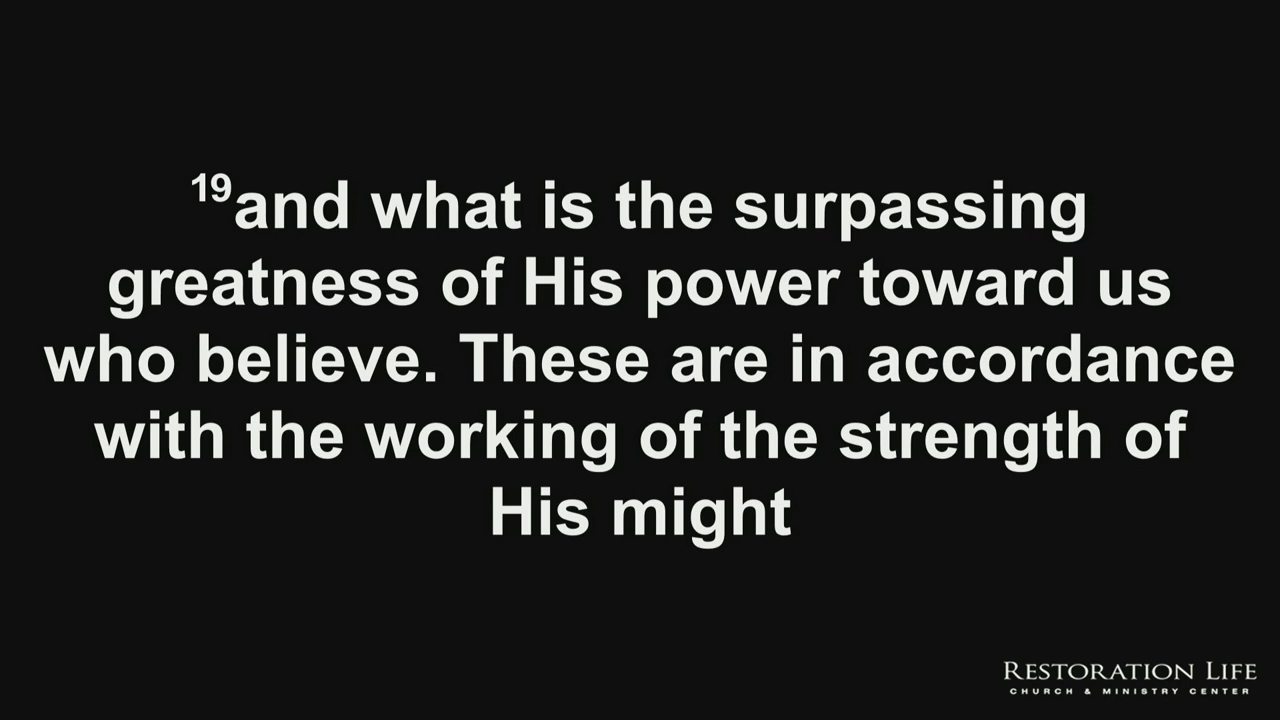 19and what is the surpassing
greatness of His power toward us
who believe. These are in accordance
with the working of the strength of
His might
RESTORATION LIFE
CHURCH & MINISTRY CENTER